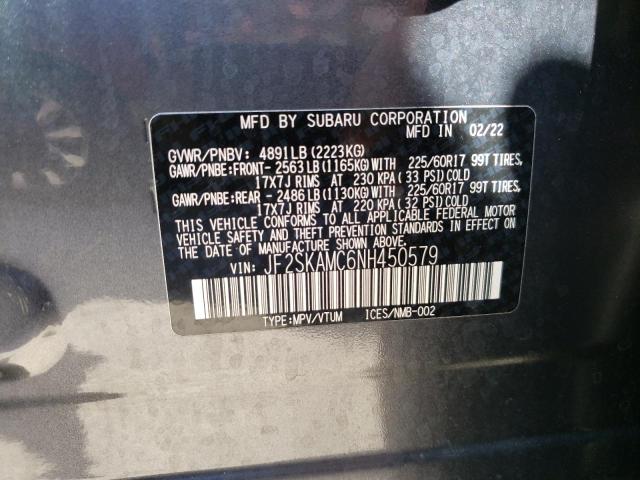 MFD BY SUBARU CORPORATION
MFD IN 02/22
GVWR/PNBV: 4891LB(2223KG)
GAWR/PNBE:FRONT- 2563LB(1165KG)WITH 225/60R17 99T TIRES,
17X7J RIMS AT 230 KPA(33 PSI)COLD
GAWR/PNBE:REAR - 2486LB(1130KG)WITH 225/60R17 99T TIRES,
17X7J RIMS AT 220 KPA(32 PSI)COLD
THIS VEHICLE CONFORMS TO ALL APPLICABLE FEDERAL MOTOR
VEHICLE SAFETY AND THEFT PREVENTION STANDARDS IN EFFECT
ON THE DATE OF MANUFACTURE SHOWN ABOVE.
VIN: JF2SKAMC6NH450579
TYPE:MPV/VTUM ICES/NMB-002